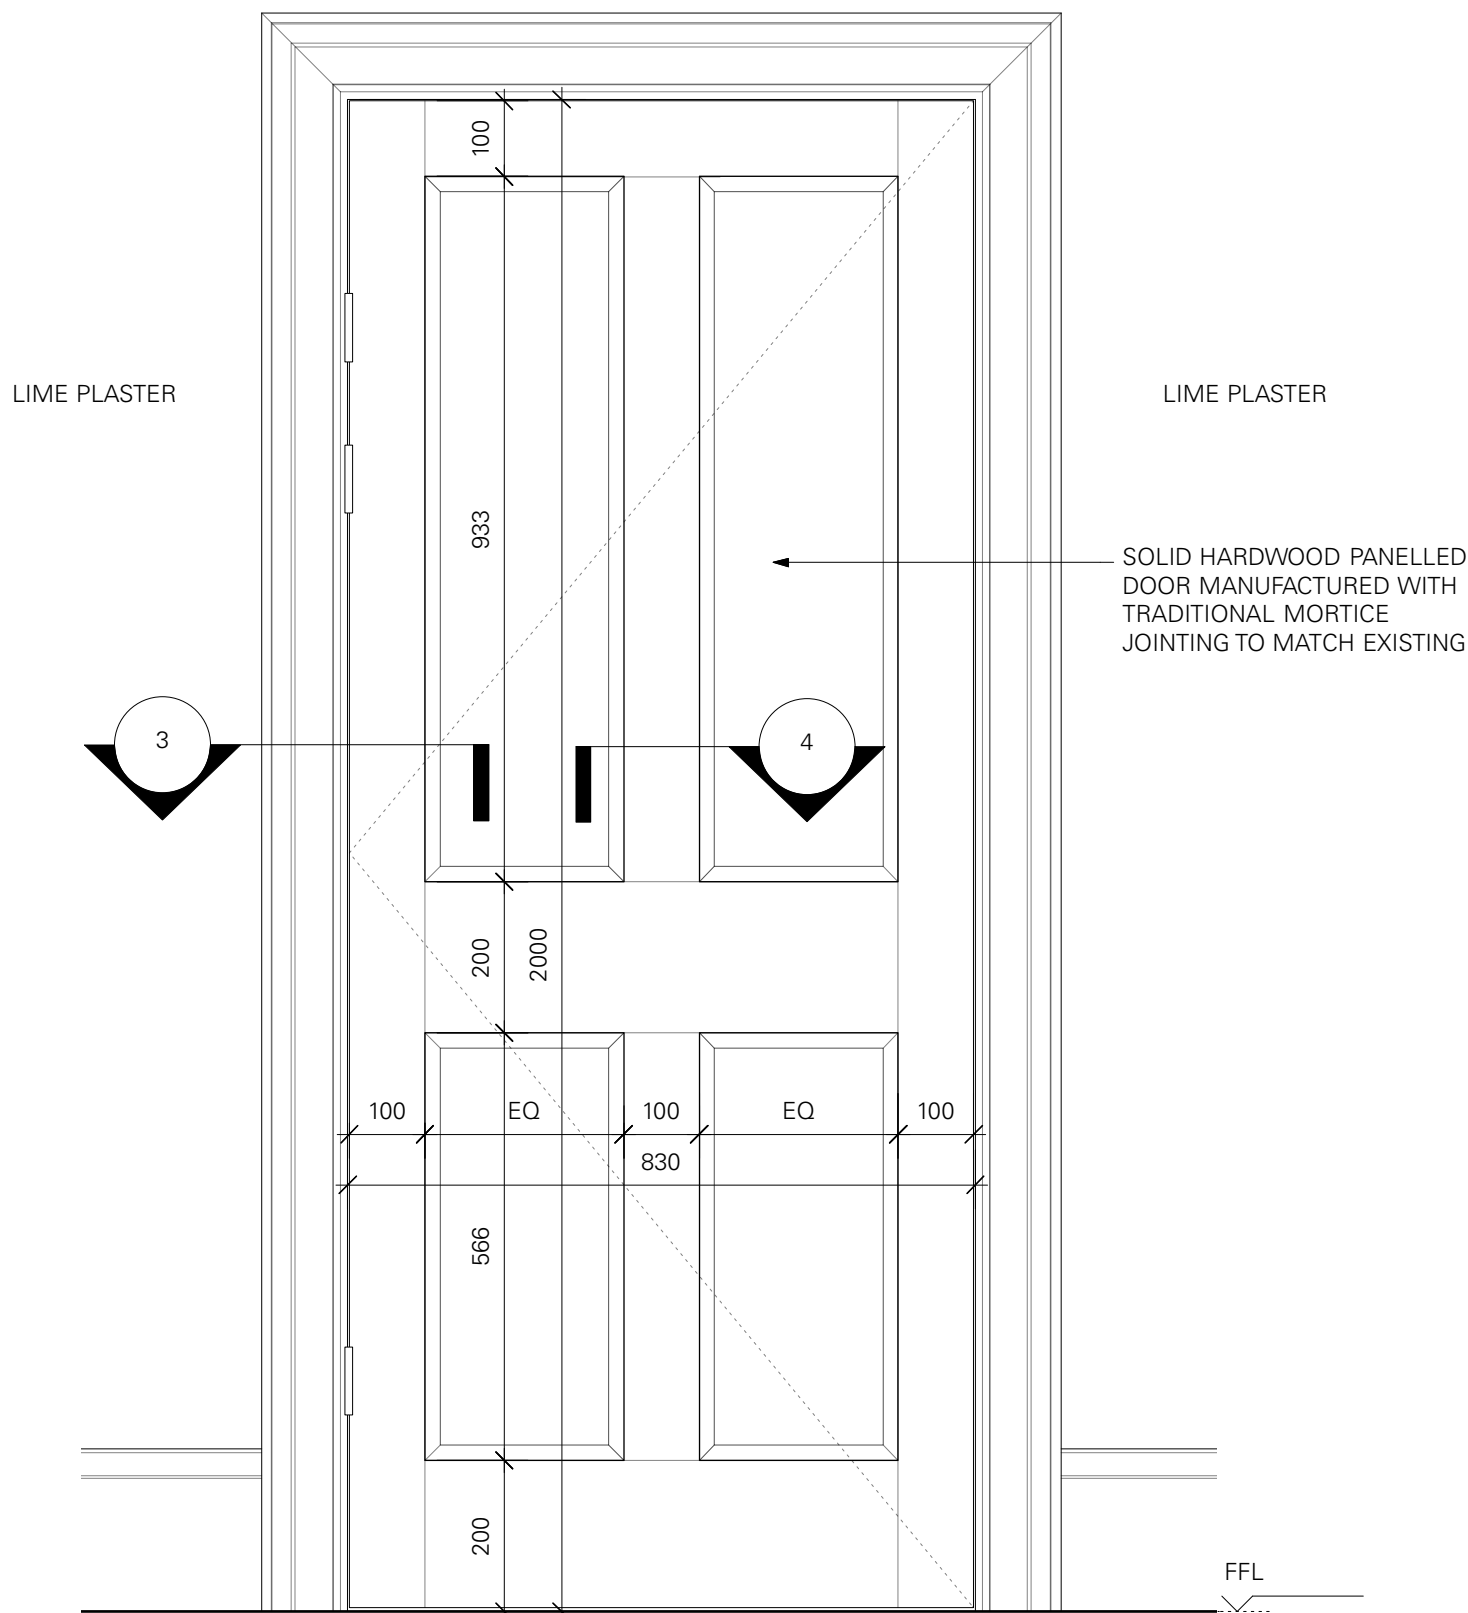 100
LIME PLASTER
LIME PLASTER
933
SOLID HARDWOOD PANELLED
DOOR MANUFACTURED WITH
TRADITIONAL MORTICE
JOINTING TO MATCH EXISTING
3
4
200
2000
100
EQ
100
EQ
100
830
566
200
FFL